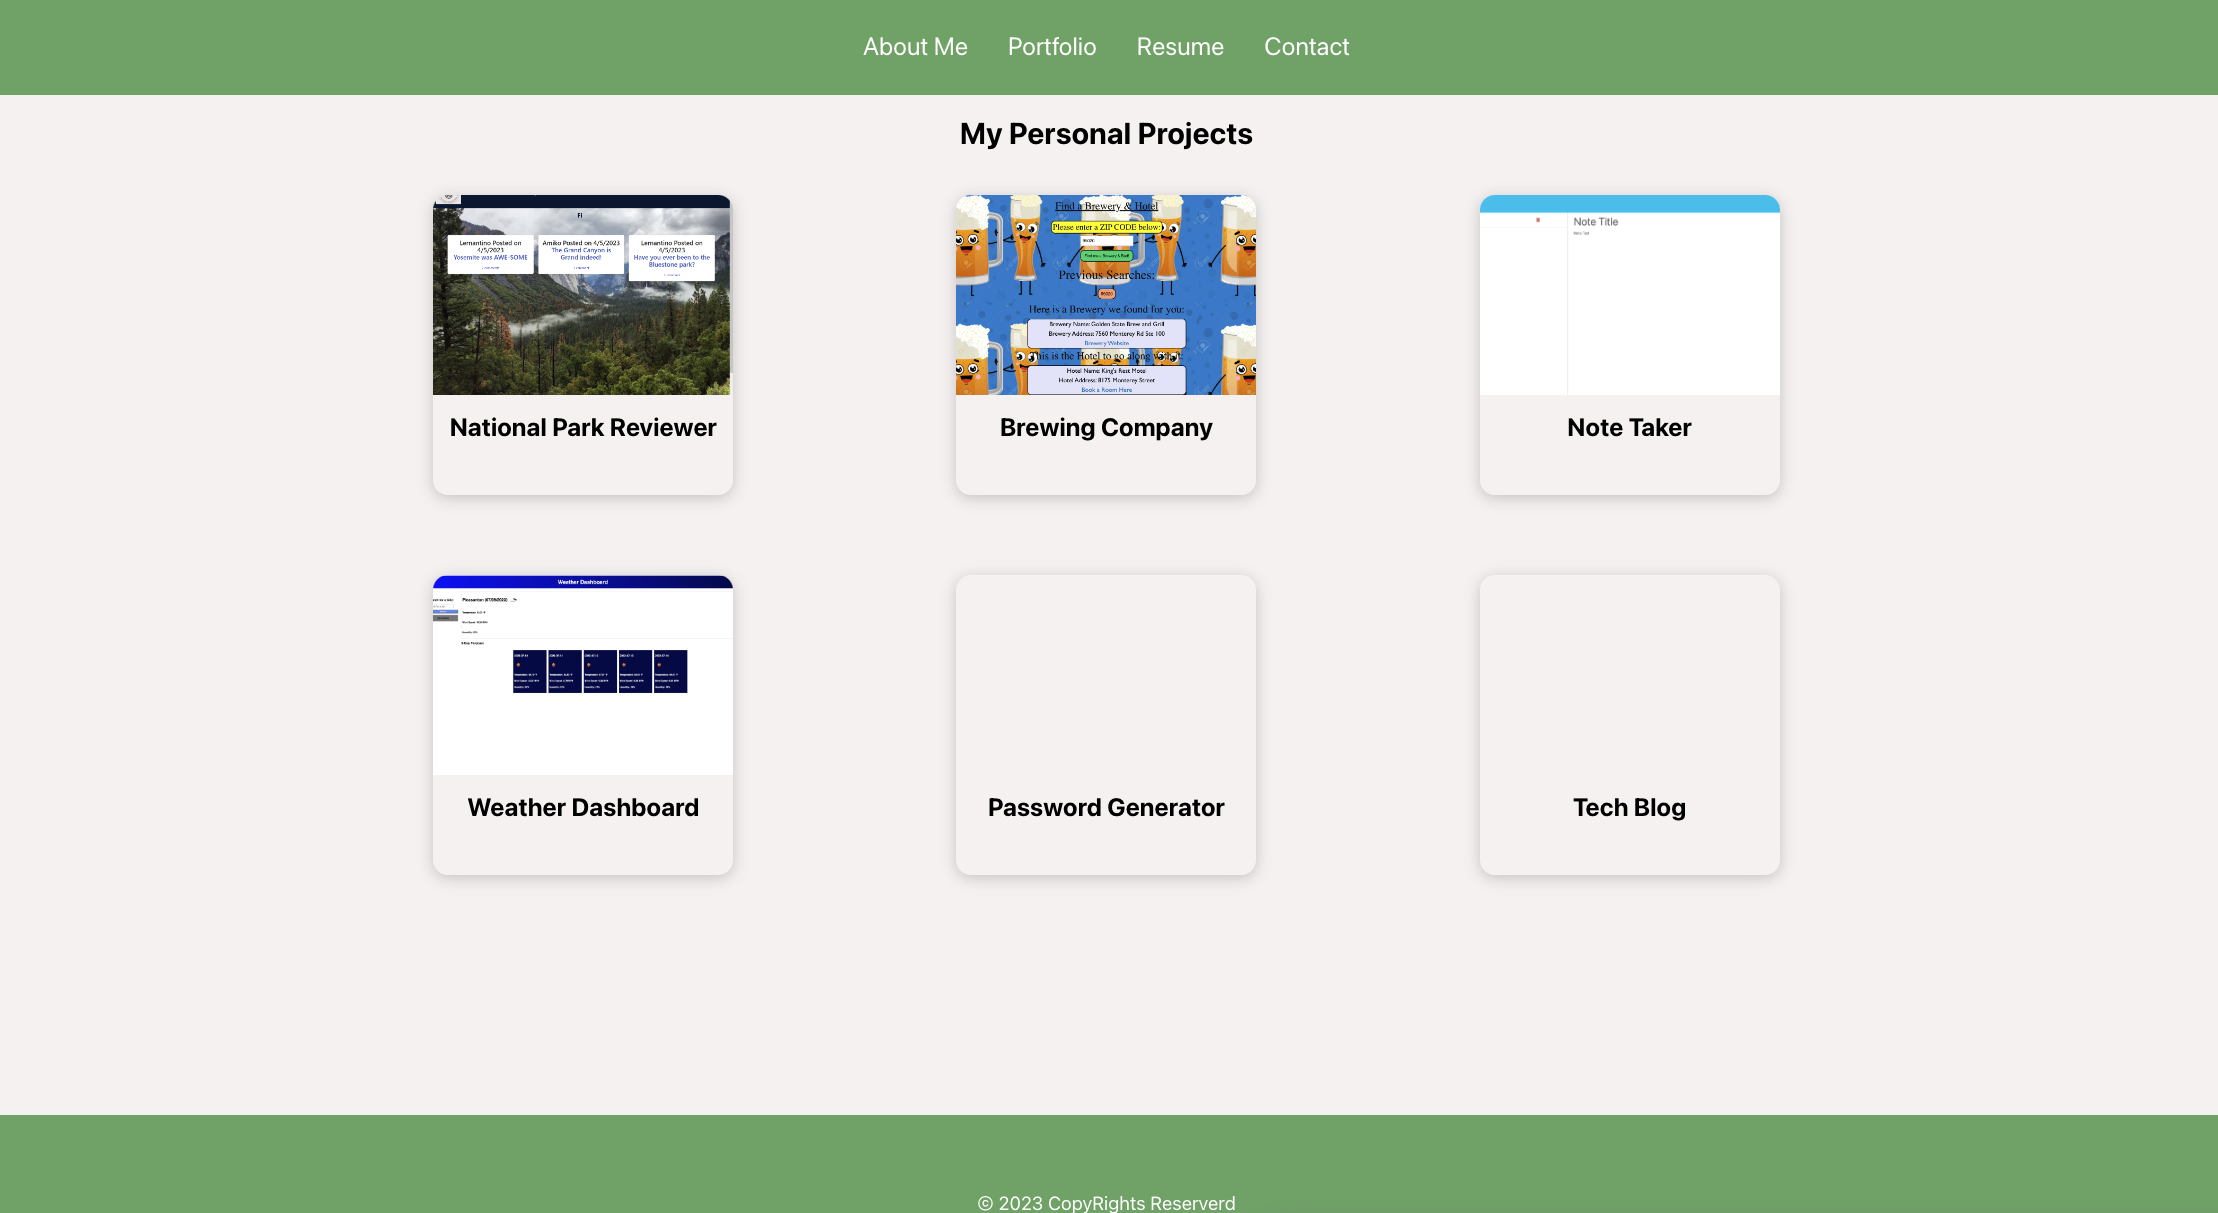 About Me Portfolio Resume Contact
My Personal Projects
FI
Lemantino Posted on
4/5/2023
Yosemite was AWE-SOME
Amiko Posted on 4/5/2023
The Grand Canyon is
Grand Indeed!
Lemantino Posted on
4/5/2023
Have you ever been to the
Bluestone park?
National Park Reviewer
Find a Brewery & Hotel
Please enter a ZIP CODE below:
Previous Searches:
Here is a Brewery we found for you:
Brewery Name: Golden State Brew and Grill
Brewery Address: 7560 Monterey Rd Ste 100
Brewery Website
This is the Hotel to go along with it:
Hotel Name: King's Rest Motel
Hotel Address: 8175 Monterey Street
Book a Room Here
Brewing Company
Note Title
Note Text
Note Taker
Weather Dashboard
Pleasanton
Weather Dashboard
Password Generator
Tech Blog
© 2023 CopyRights Reserverd